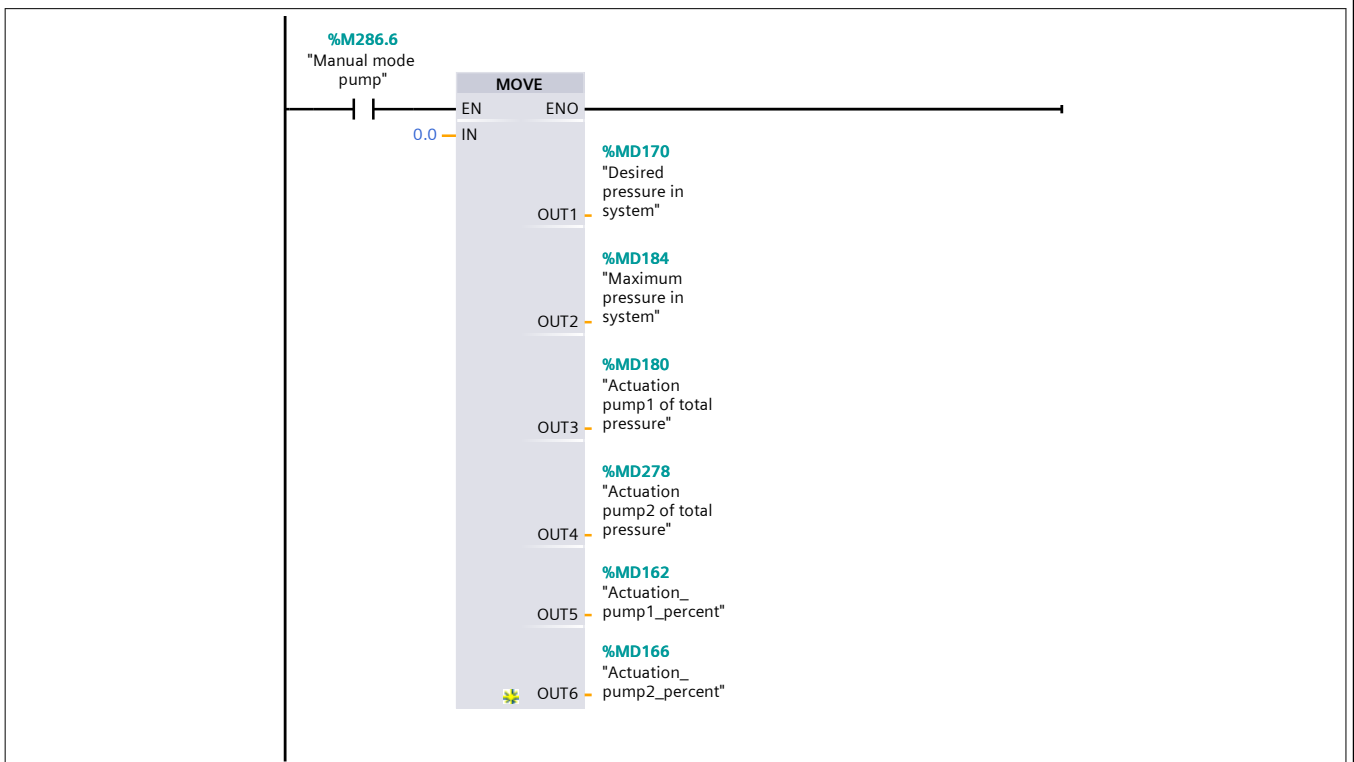 %M286.6
"Manual mode
pump"
MOVE
EN ENO
0.0 IN
%MD170
"Desired
pressure in
OUT1 system"
%MD184
"Maximum
pressure in
OUT2 system"
%MD180
"Actuation
pump1 of total
OUT3 pressure"
%MD278
"Actuation
pump2 of total
OUT4 pressure"
%MD162
"Actuation_
OUT5 pump1_percent"
%MD166
"Actuation_
OUT6 pump2_percent"